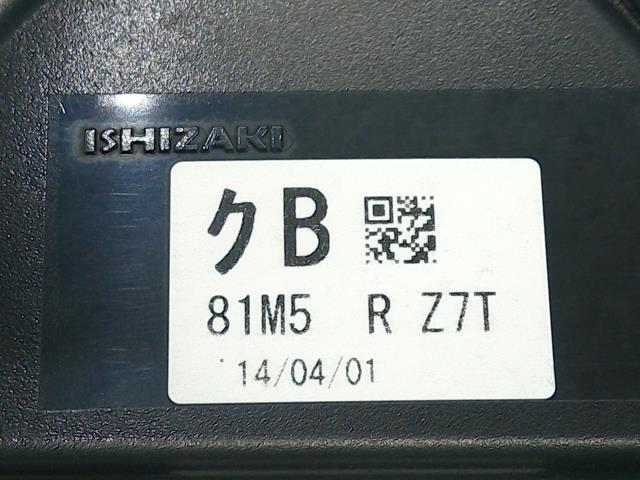 ISHIZAKI
クB
81M5 R Z7T
14/04/01